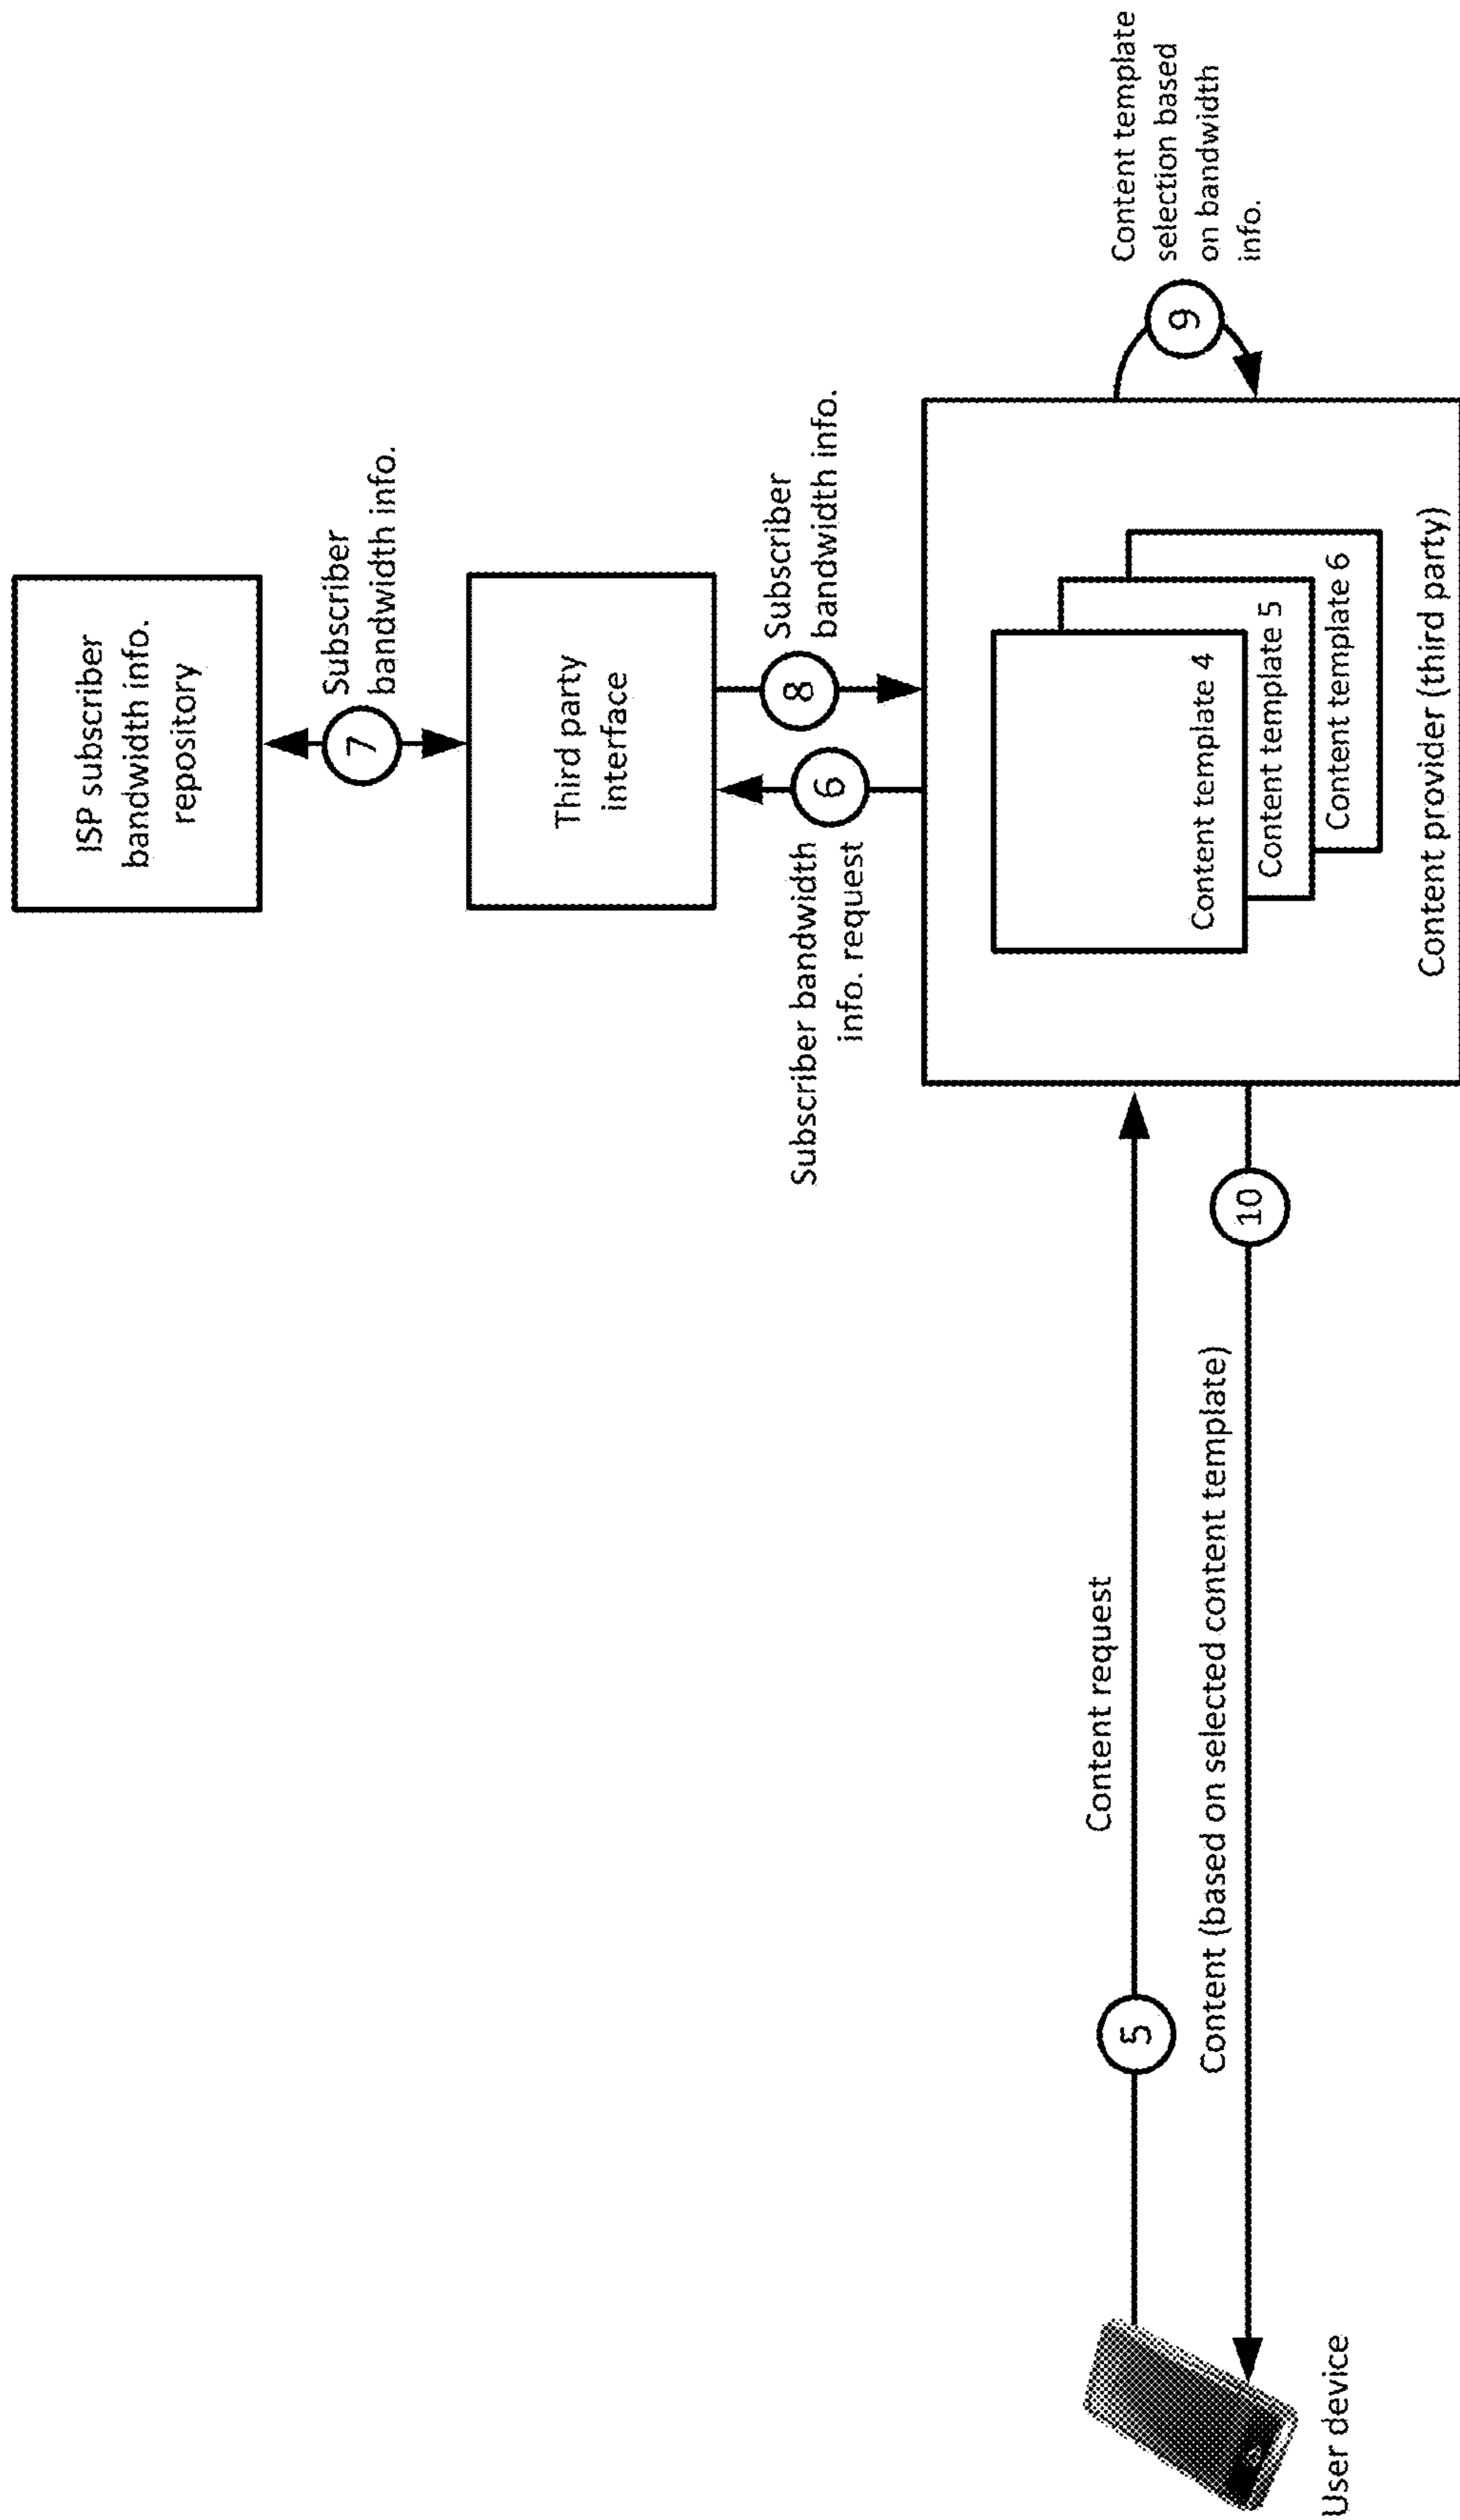 ISP subscriber
bandwidth info.
repository
7
Subscriber
bandwidth info.
Third party
interface
Subscriber bandwidth
info. request
6
8
Subscriber
bandwidth info.
5
Content request
Content template 4
Content template 5
Content template 6
Content provider (third party)
9
Content template
selection based
on bandwidth
info.
Content (based on selected content template)
10
User device